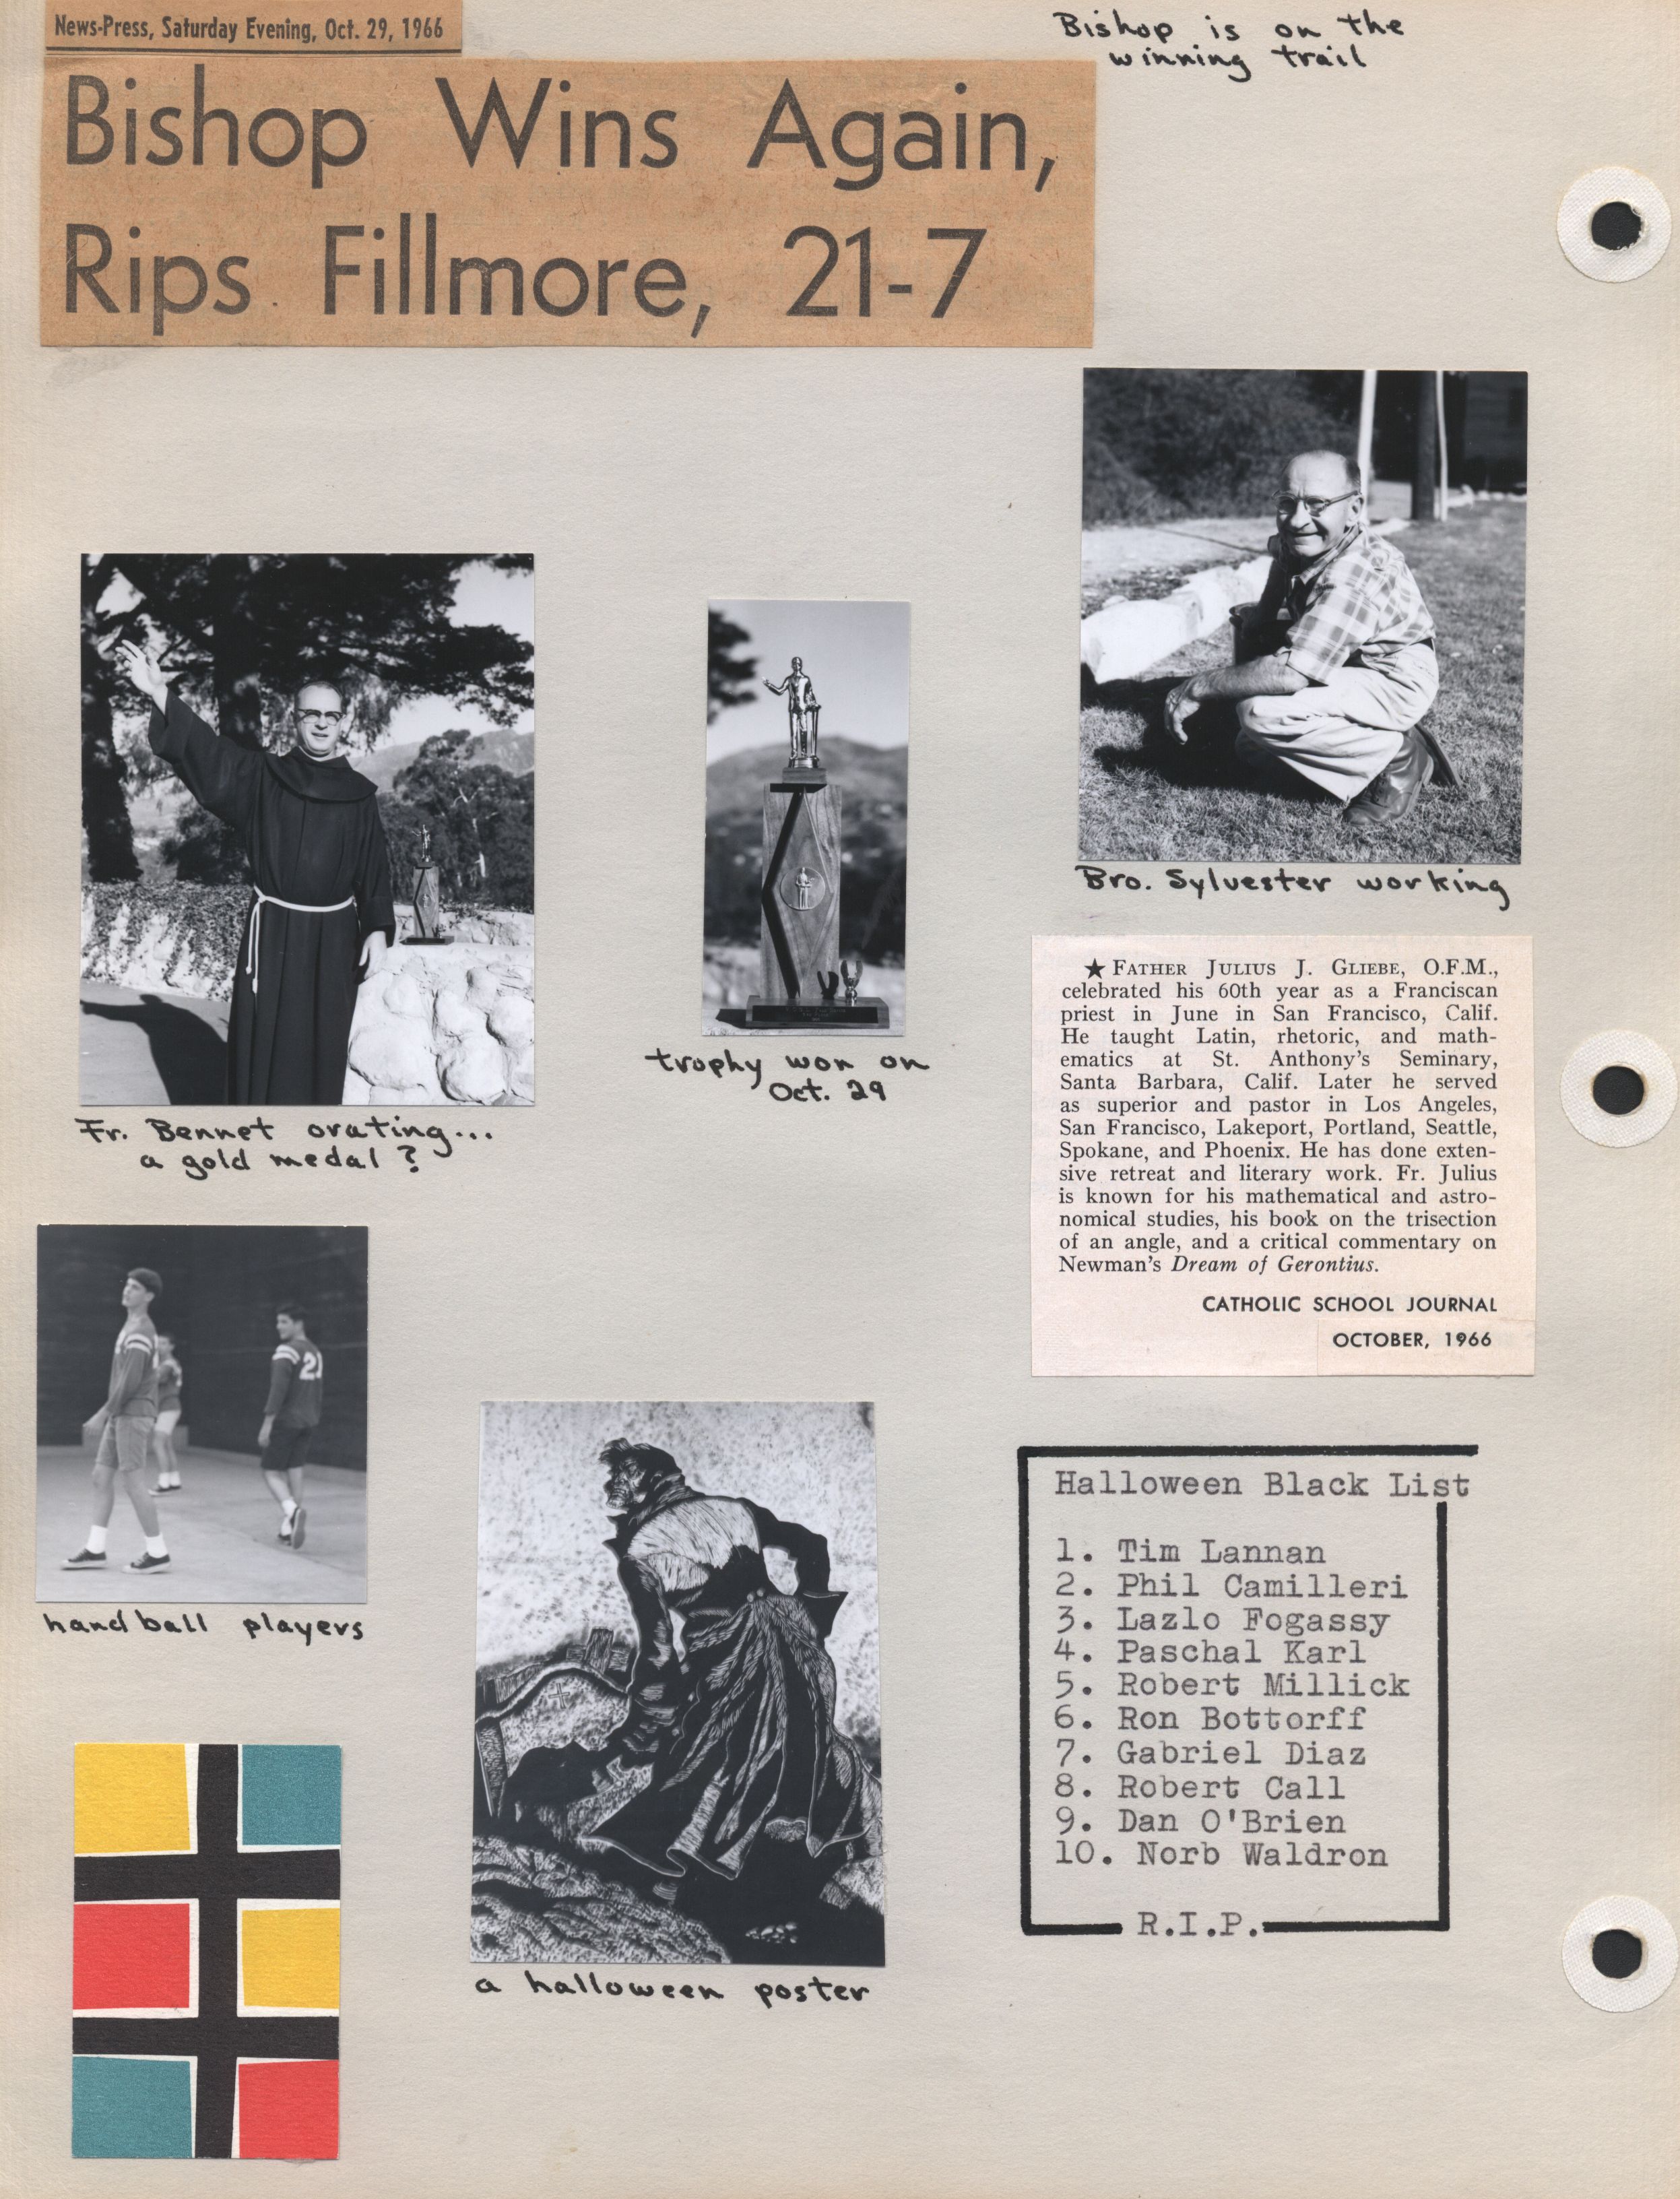 News-Press, Saturday Evening, Oct. 29, 1966
Bishop is on the
winning trail
Bishop Wins Again,
Rips Fillmore, 21-7
Bro. Sylvester working
trophy won on
Oct. 29
Fr. Bennet orating...
a gold medal?
★ FATHER JULIUS J. GLIEBE, O.F.M.,
celebrated his 60th year as a Franciscan
priest in June in San Francisco, Calif.
He taught Latin, rhetoric, and math-
ematics at St. Anthony's Seminary,
Santa Barbara, Calif. Later he served
as superior and pastor in Los Angeles,
San Francisco, Lakeport, Portland, Seattle,
Spokane, and Phoenix. He has done exten-
sive retreat and literary work. Fr. Julius
is known for his mathematical and astro-
nomical studies, his book on the trisection
of an angle, and a critical commentary on
Newman's Dream of Gerontius.
CATHOLIC SCHOOL JOURNAL
OCTOBER, 1966
21
handball players
a halloween poster
Halloween Black List
1. Tim Lannan
2. Phil Camilleri
3. Lazlo Fogassy
4. Paschal Karl
5. Robert Millick
6. Ron Bottorff
7. Gabriel Diaz
8. Robert Call
9. Dan O'Brien
10. Norb Waldron
R.I.P.